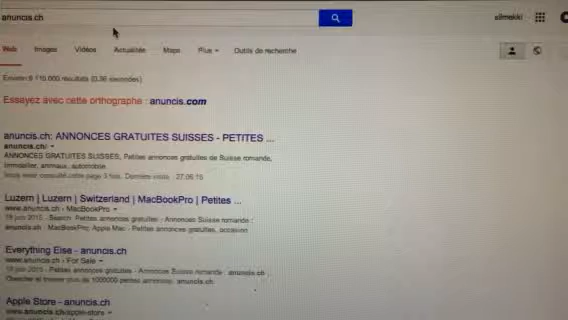 anuncis.ch
Web Images Vidéos Actualités Maps Plus Outils de recherche
Environ 9 110 000 résultats (0,36 secondes)
Essayez avec cette orthographe : anuncis.com
anuncis.ch: ANNONCES GRATUITES SUISSES - PETITES ...
anuncis.ch/
ANNONCES GRATUITES SUISSES, Petites annonces gratuites de Suisse romande,
immobilier, animaux, automobile
Vous avez consulté cette page 3 fois. Dernière visite : 27.06.15
Luzern | Luzern | Switzerland | MacBookPro | Petites ...
www.anuncis.ch › MacBookPro
19 juin 2015 - Search. Petites annonces gratuites - Annonces Suisse romande :
anuncis.ch · MacBookPro; Apple Mac - Petites annonces gratuites, occasion
Everything Else - anuncis.ch
www.anuncis.ch › For Sale
19 juin 2015 - Petites annonces gratuites - Annonces Suisse romande : anuncis.ch
Chercher et trouver plus de 1000000 petites annonces. anuncis.ch
Apple Store - anuncis.ch
www.anuncis.ch/apple-store